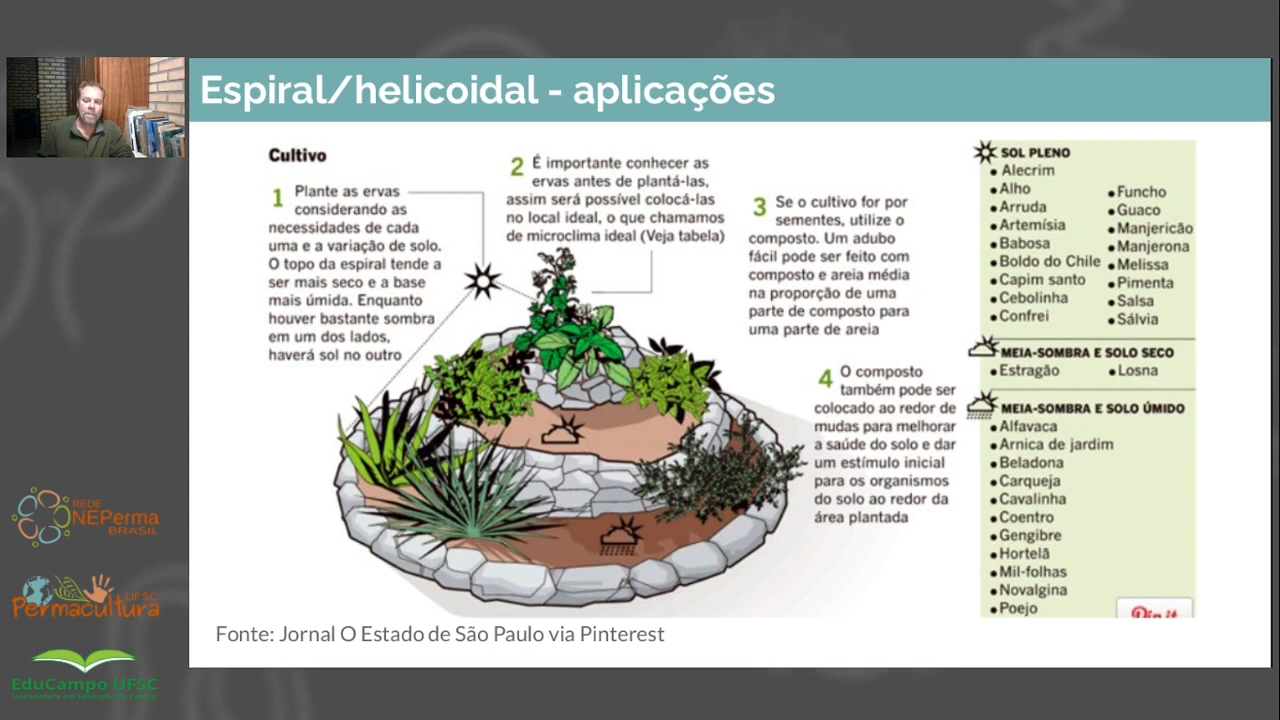 Espiral/helicoidal - aplicações
Cultivo
1 Plante as ervas
considerando as
necessidades de cada
uma e a variação de solo.
O topo da espiral tende a
ser mais seco e a base
mais úmida. Enquanto
houver bastante sombra
em um dos lados,
haverá sol no outro
2 É importante conhecer as
ervas antes de plantá-las,
assim será possível colocá-las
no local ideal, o que chamamos
de microclima ideal (Veja tabela)
3 Se o cultivo for por
sementes, utilize o
composto. Um adubo
fácil pode ser feito com
composto e areia média
na proporção de uma
parte de composto para
uma parte de areia
4 O composto
também pode ser
colocado ao redor de
mudas para melhorar
a saúde do solo e dar
um estímulo inicial
para os organismos
do solo ao redor da
área plantada
SOL PLENO
• Alecrim
• Alho
• Arruda
• Artemísia
• Babosa
• Boldo do Chile
• Capim santo
• Cebolinha
• Confrei
• Funcho
• Guaco
• Manjericão
• Manjerona
• Melissa
• Pimenta
• Salsa
• Sálvia
MEIA-SOMBRA E SOLO SECO
• Estragão
• Losna
MEIA-SOMBRA E SOLO ÚMIDO
• Alfavaca
• Arnica de jardim
• Beladona
• Carqueja
• Cavalinha
• Coentro
• Gengibre
• Hortelã
• Mil-folhas
• Novalgina
• Poejo
Pin it
Fonte: Jornal O Estado de São Paulo via Pinterest
REDE
NEPerma
BRASIL
UFSC
Permacultura
EduCampo UFSC
Licenciatura em Educação do Campo